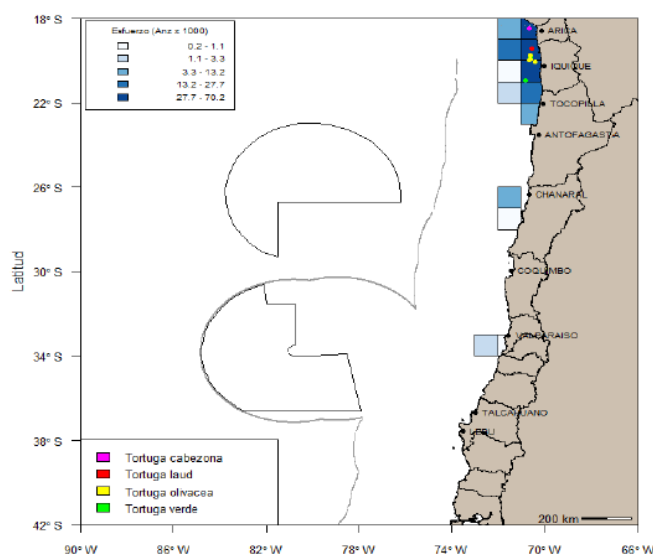 Esfuerzo (Anz x 1000)
0.2 - 1.1
1.1 - 3.3
3.3 - 13.2
13.2 - 27.7
27.7 - 70.2
18° S
22° S
26° S
30° S
34° S
38° S
42° S
Latitud
ARICA
IQUIQUE
TOCOPILLA
ANTOFAGASTA
CHANARAL
COQUIMBO
VALPARAISO
TALCAHUANO
LEBU
Tortuga cabezona
Tortuga laud
Tortuga olivacea
Tortuga verde
200 km
90° W
86° W
82° W
78° W
74° W
70° W
66° W